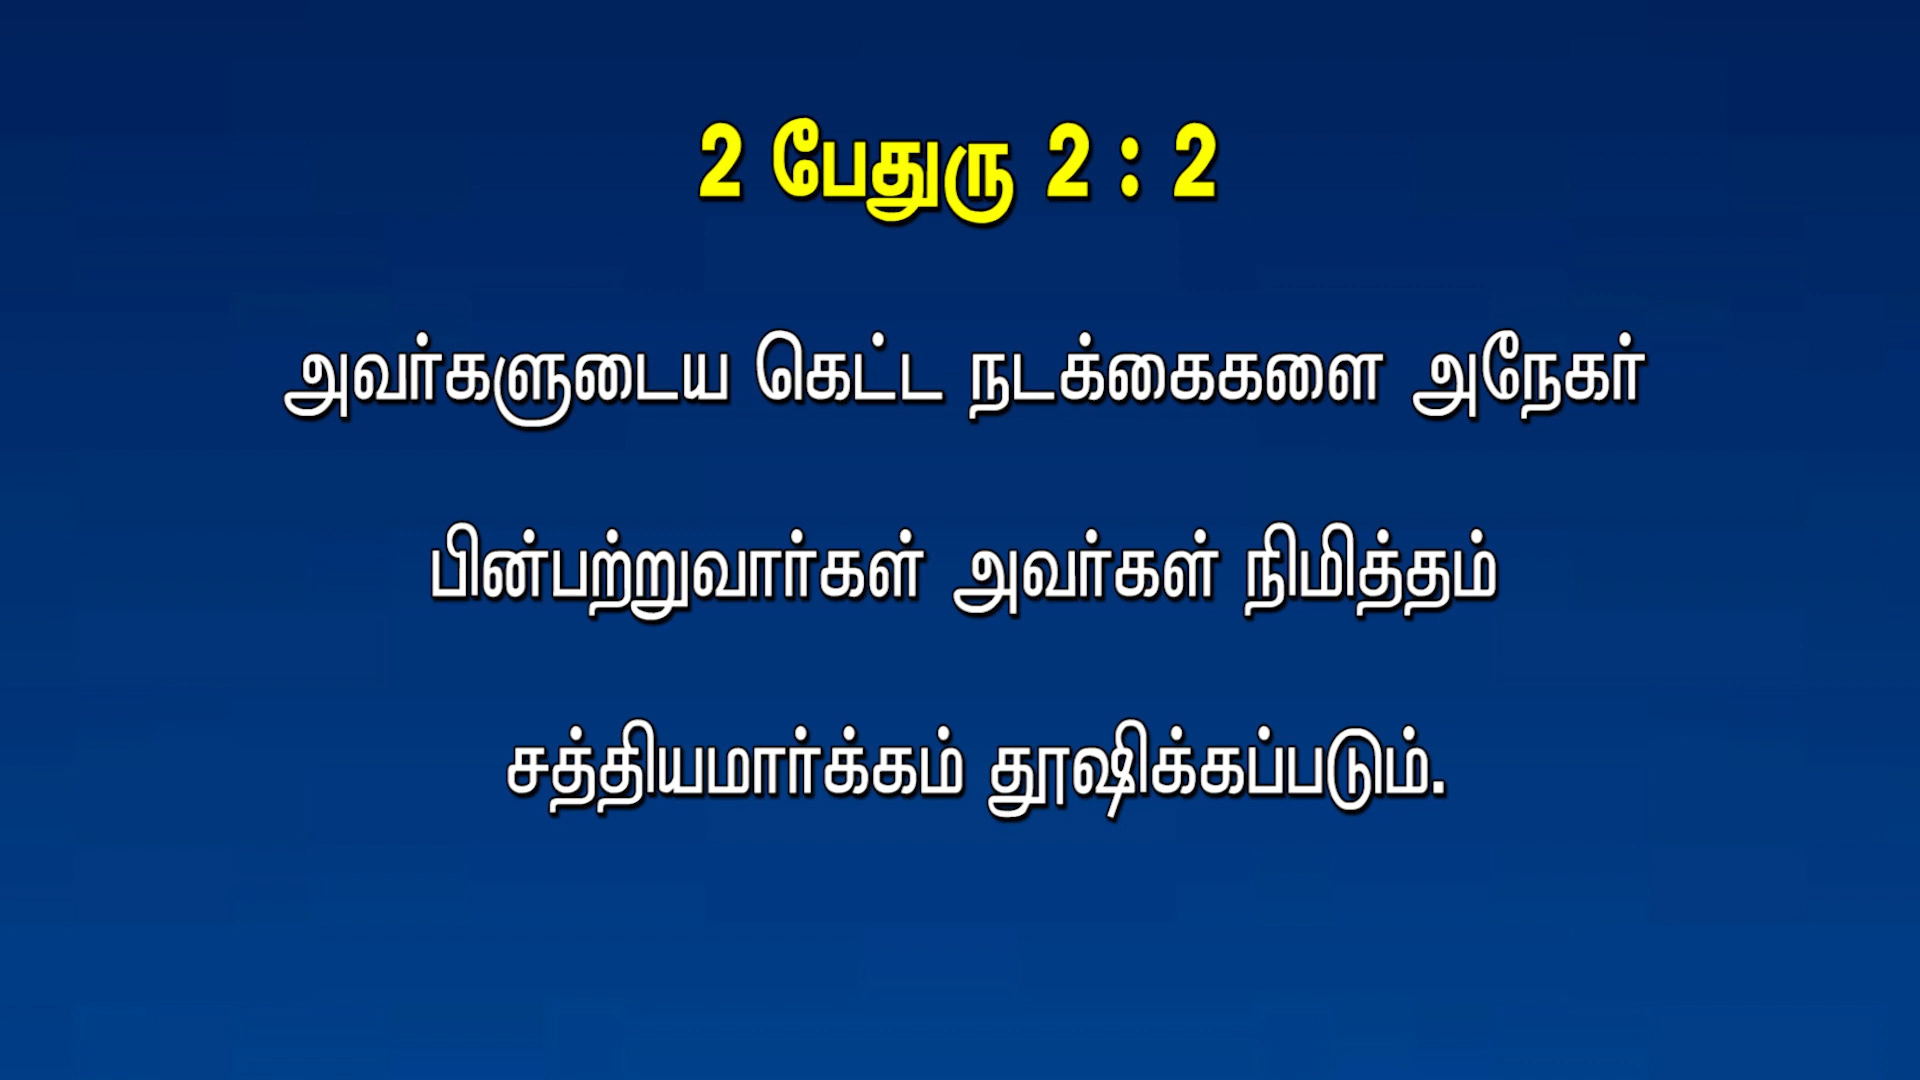 2 பேதுரு 2 : 2
அவர்களுடைய கெட்ட நடக்கைகளை அநேகர்
பின்பற்றுவார்கள் அவர்கள் நிமித்தம்
சத்தியமார்க்கம் தூஷிக்கப்படும்.